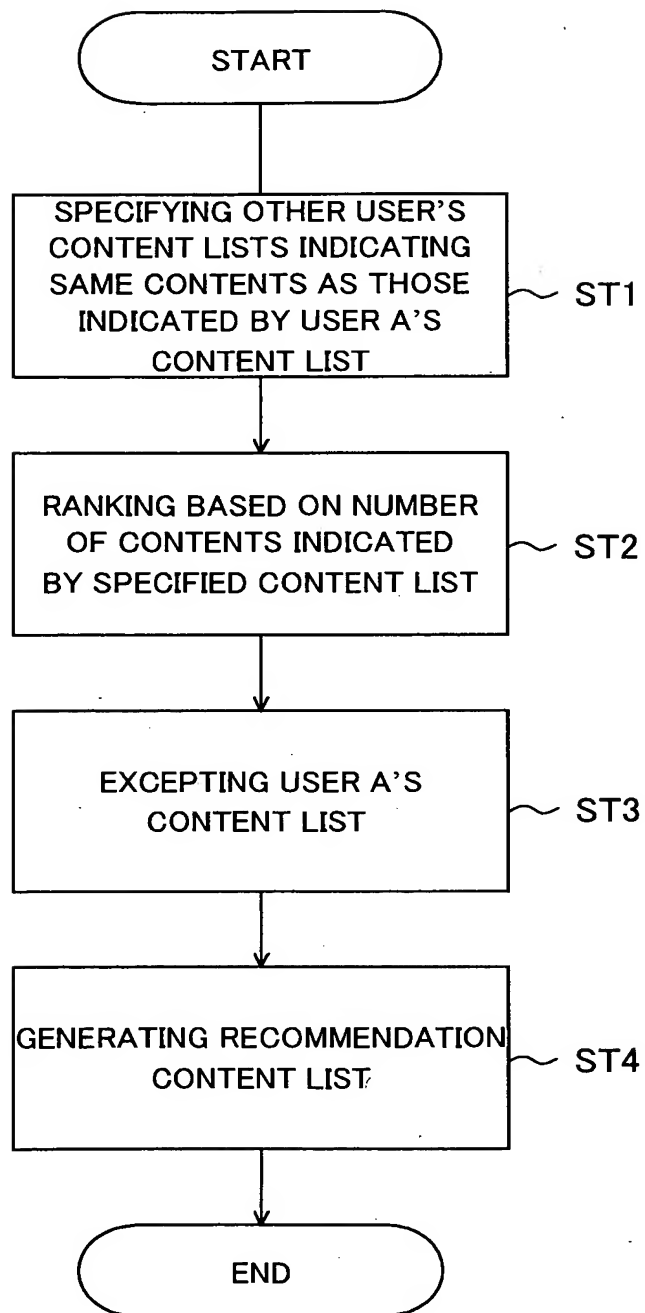 START
SPECIFYING OTHER USER'S
CONTENT LISTS INDICATING
SAME CONTENTS AS THOSE
INDICATED BY USER A'S
CONTENT LIST
ST1
RANKING BASED ON NUMBER
OF CONTENTS INDICATED
BY SPECIFIED CONTENT LIST
ST2
EXCEPTING USER A'S
CONTENT LIST
ST3
GENERATING RECOMMENDATION
CONTENT LIST
ST4
END